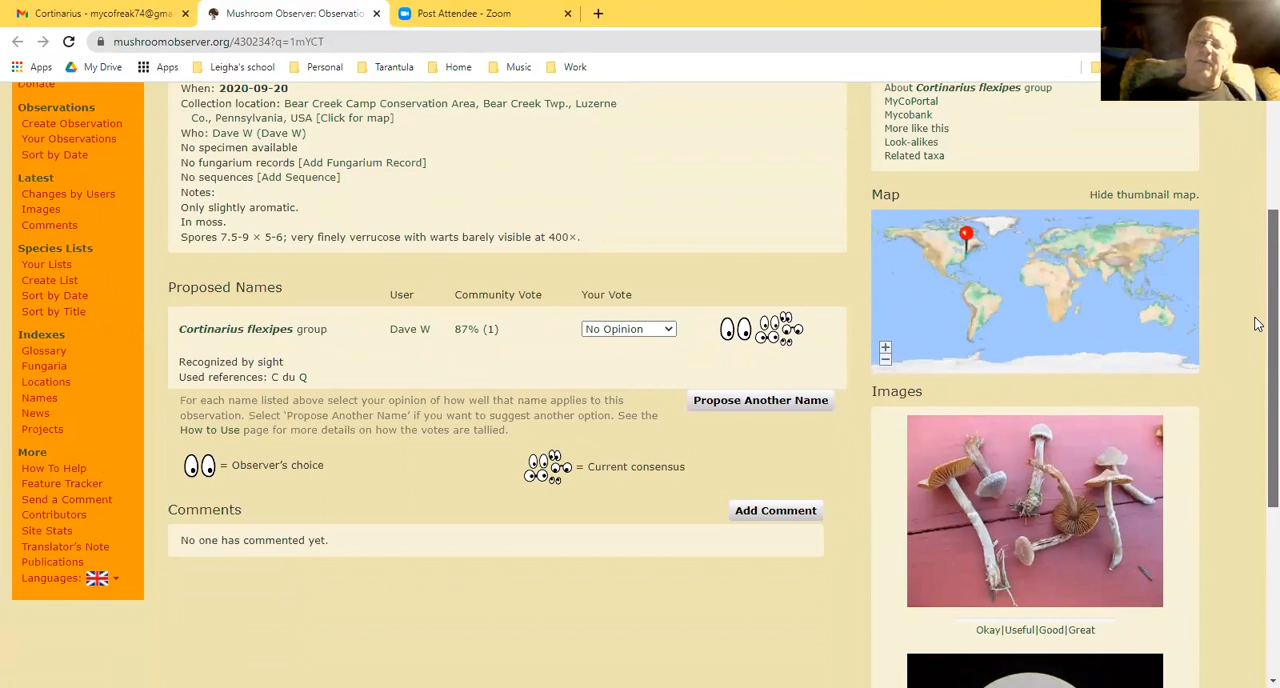 Cortinarius - mycofreak74@gma
Mushroom Observer: Observatio
Post Attendee - Zoom
mushroomobserver.org/430234?q=1mYCT
Apps
My Drive
Apps
Leigha's school
Personal
Tarantula
Home
Music
Work
Donate
Observations
Create Observation
Your Observations
Sort by Date
Latest
Changes by Users
Images
Comments
Species Lists
Your Lists
Create List
Sort by Date
Sort by Title
Indexes
Glossary
Fungaria
Locations
Names
News
Projects
More
How To Help
Feature Tracker
Send a Comment
Contributors
Site Stats
Translator's Note
Publications
Languages:
When: 2020-09-20
Collection location: Bear Creek Camp Conservation Area, Bear Creek Twp., Luzerne
Co., Pennsylvania, USA [Click for map]
Who: Dave W (Dave W)
No specimen available
No fungarium records [Add Fungarium Record]
No sequences [Add Sequence]
Notes:
Only slightly aromatic.
In moss.
Spores 7.5-9 × 5-6; very finely verrucose with warts barely visible at 400×.
Proposed Names
User
Community Vote
Your Vote
Cortinarius flexipes group
Dave W
87% (1)
No Opinion
Recognized by sight
Used references: C du Q
For each name listed above select your opinion of how well that name applies to this
observation. Select ‘Propose Another Name’ if you want to suggest another option. See the
How to Use page for more details on how the votes are tallied.
Propose Another Name
= Observer’s choice
= Current consensus
Comments
Add Comment
No one has commented yet.
About Cortinarius flexipes group
MyCoPortal
Mycobank
More like this
Look-alikes
Related taxa
Map
Hide thumbnail map.
+
−
Images
Okay|Useful|Good|Great